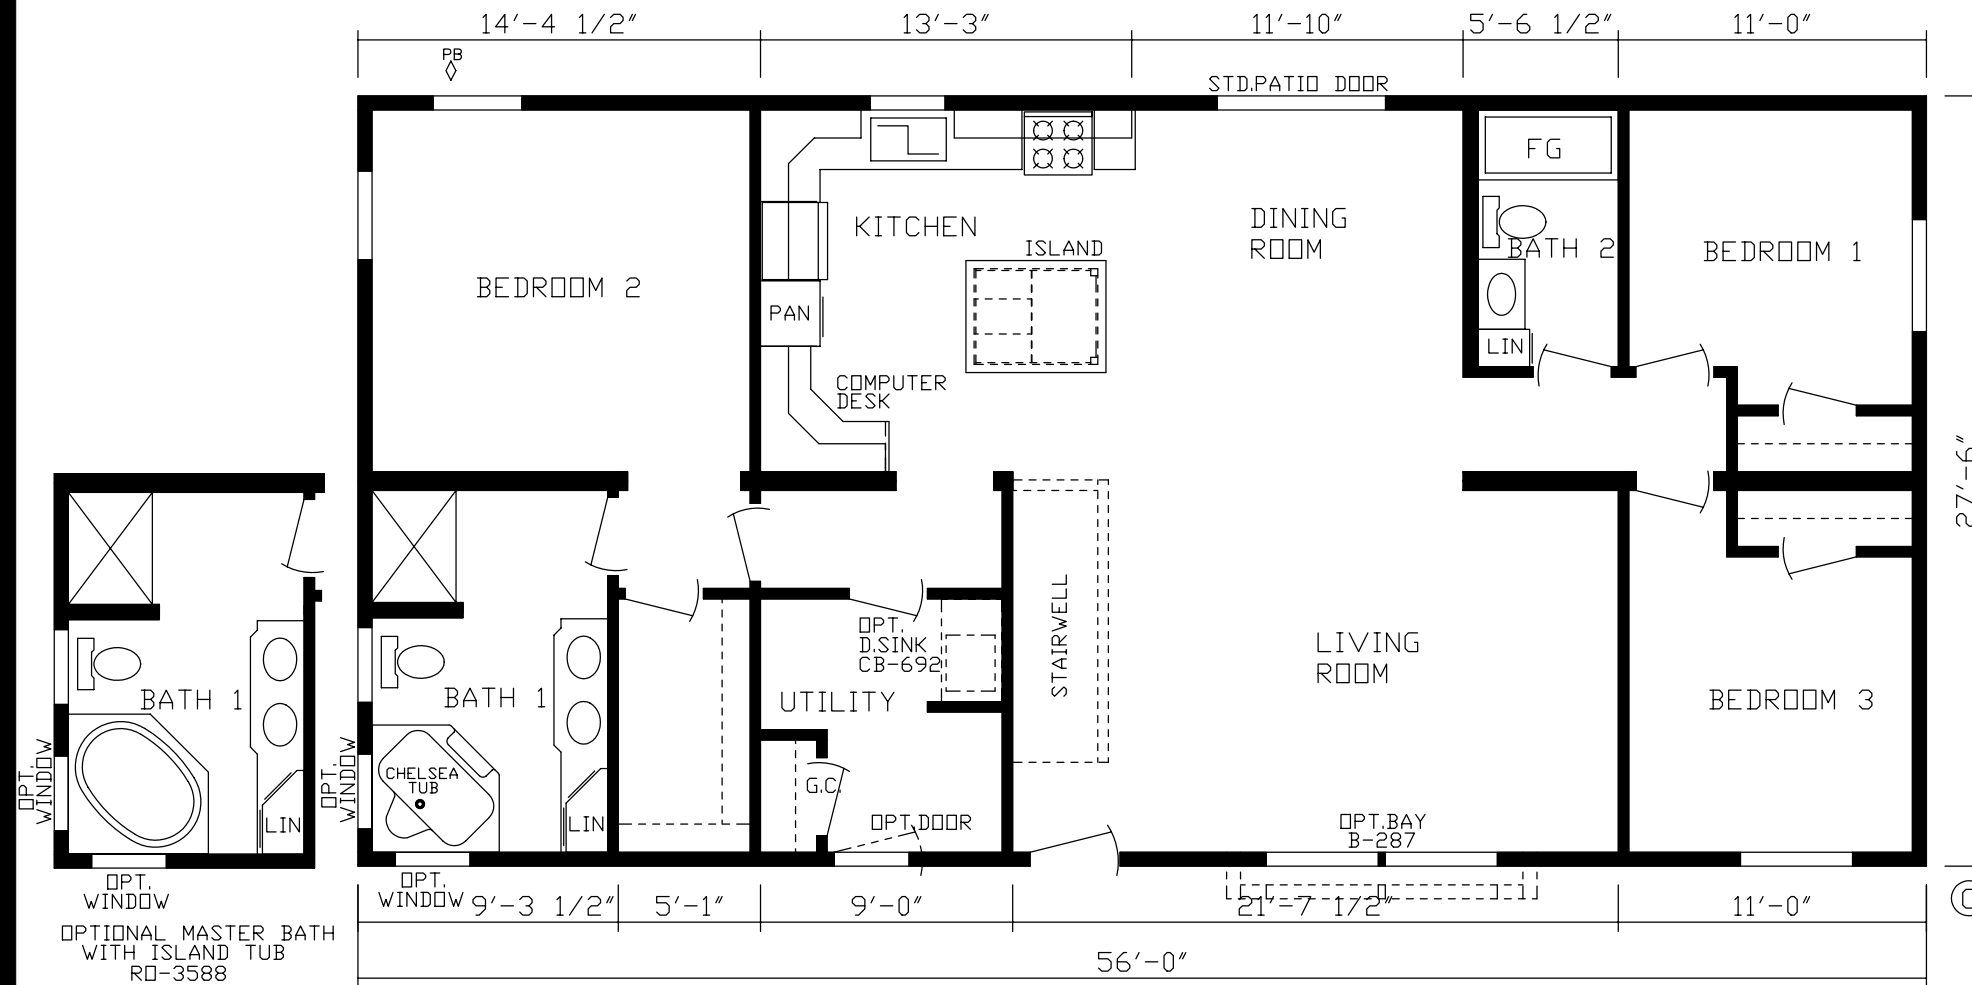 14'-4 1/2" 13'-3" 11'-10" 5'-6 1/2" 11'-0"
PB
STD.PATIO DOOR
FG
KITCHEN
DINING
ROOM
ISLAND
BATH 2
BEDROOM 1
BEDROOM 2
PAN
LIN
COMPUTER
DESK
27'-6"
STAIRWELL
OPT.
D.SINK
CB-692
UTILITY
LIVING
ROOM
BEDROOM 3
BATH 1
BATH 1
OPT.
WINDOW
OPT.
WINDOW
CHELSEA
TUB
G.C.
LIN
LIN
OPT.DOOR
OPT.BAY
B-287
OPT.
WINDOW
OPT.
WINDOW
9'-3 1/2" 5'-1" 9'-0" 21'-7 1/2" 11'-0"
OPTIONAL MASTER BATH
WITH ISLAND TUB
RO-3588
56'-0"